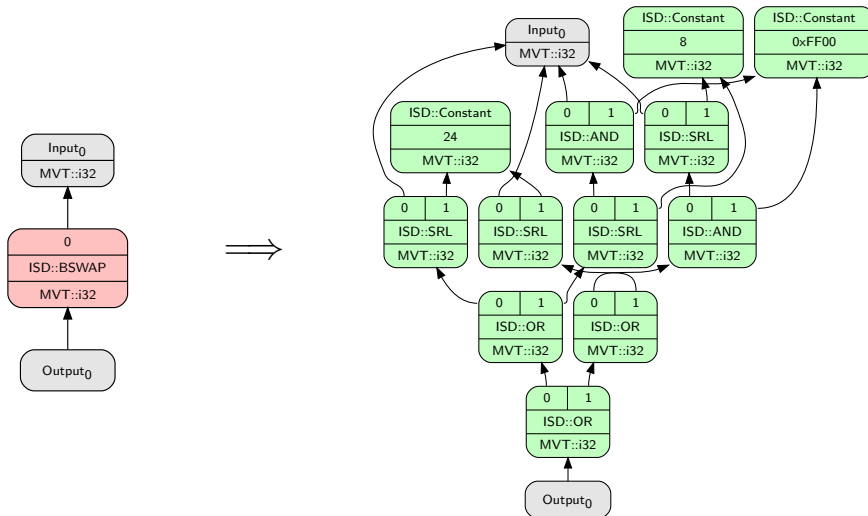 Input0
MVT::i32
0
ISD::BSWAP
MVT::i32
Output0
⟹
Input0
MVT::i32
ISD::Constant
8
MVT::i32
ISD::Constant
0xFF00
MVT::i32
ISD::Constant
24
MVT::i32
0 1
ISD::AND
MVT::i32
0 1
ISD::SRL
MVT::i32
0 1
ISD::SRL
MVT::i32
0 1
ISD::SRL
MVT::i32
0 1
ISD::SRL
MVT::i32
0 1
ISD::AND
MVT::i32
0 1
ISD::OR
MVT::i32
0 1
ISD::OR
MVT::i32
0 1
ISD::OR
MVT::i32
Output0